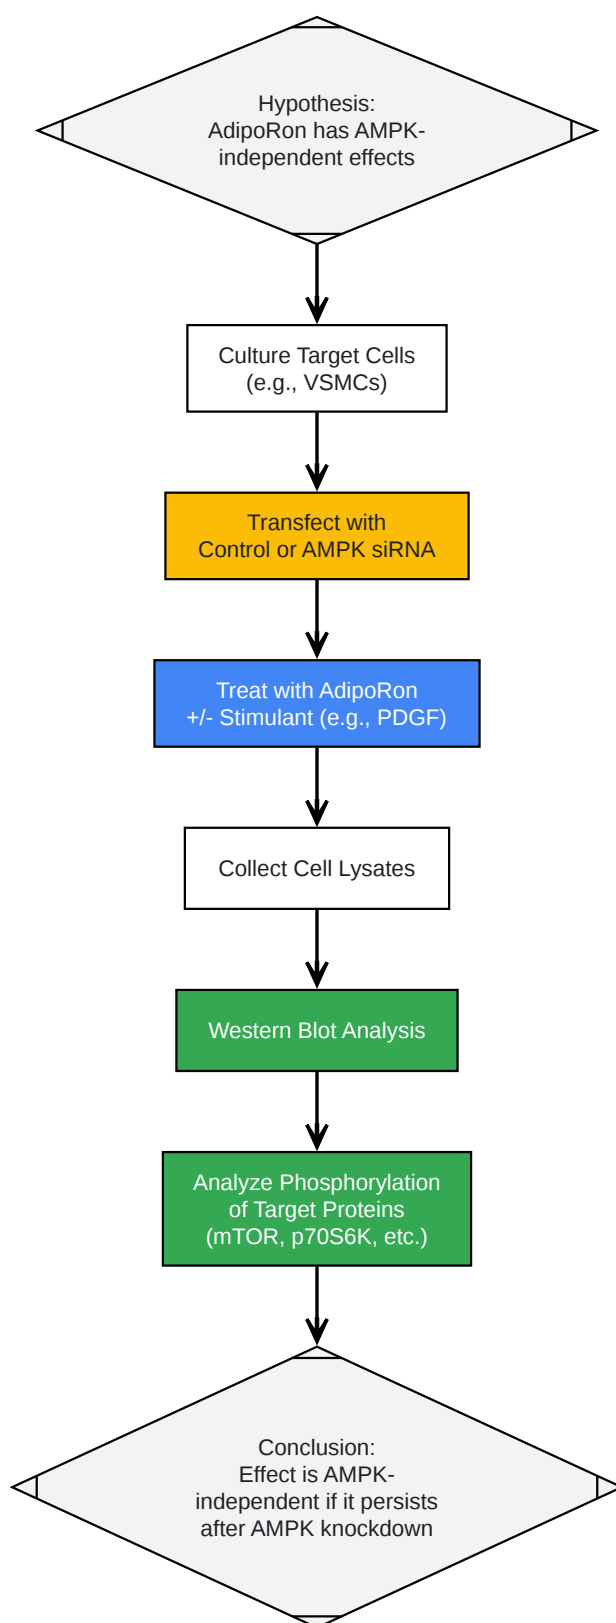 Hypothesis:
AdipoRon has AMPK-
independent effects
Culture Target Cells
(e.g., VSMCs)
Transfect with
Control or AMPK siRNA
Treat with AdipoRon
+/- Stimulant (e.g., PDGF)
Collect Cell Lysates
Western Blot Analysis
Analyze Phosphorylation
of Target Proteins
(mTOR, p70S6K, etc.)
Conclusion:
Effect is AMPK-
independent if it persists
after AMPK knockdown